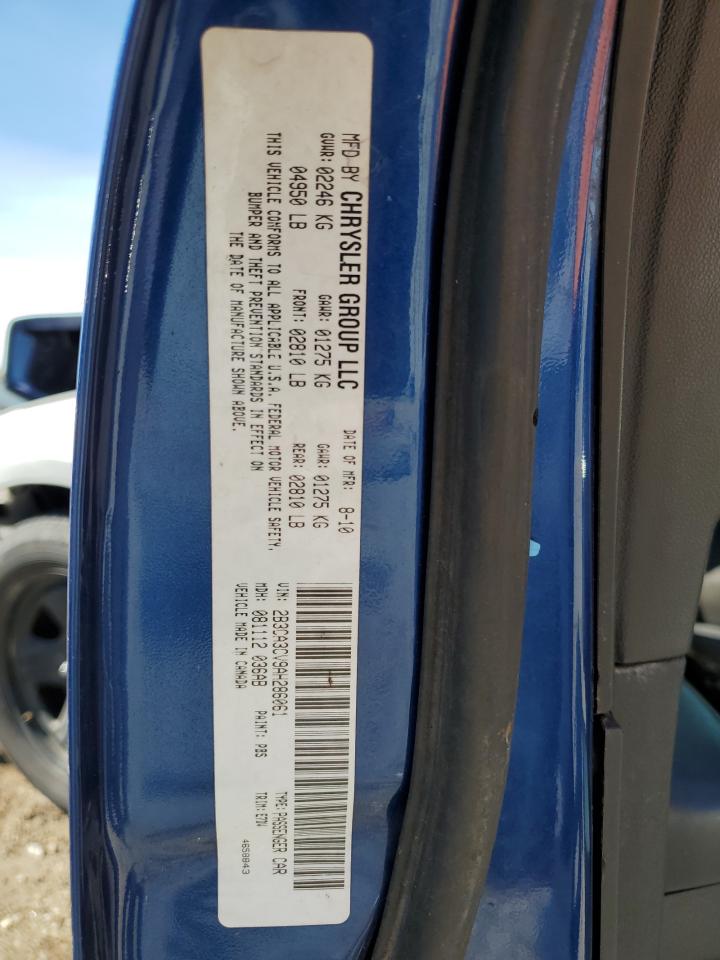 MFD BY CHRYSLER GROUP LLC DATE OF MFR: 8-10
GVWR: 02246 KG GAWR: 01275 KG GAWR: 01275 KG
04950 LB FRONT: 02810 LB REAR: 02810 LB
THIS VEHICLE CONFORMS TO ALL APPLICABLE U.S.A. FEDERAL MOTOR VEHICLE SAFETY,
BUMPER AND THEFT PREVENTION STANDARDS IN EFFECT ON
THE DATE OF MANUFACTURE SHOWN ABOVE.
VIN: 2B3CA3CV9AH286061 TYPE: PASSENGER CAR
MDH: 081112 036AB PAINT: PBS TRIM: E7DV
VEHICLE MADE IN CANADA 4658843